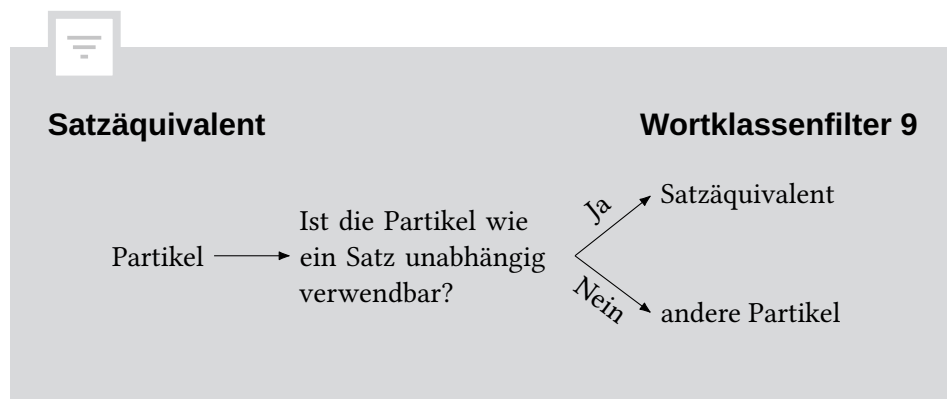 Satzäquivalent
Wortklassenfilter 9
Partikel
Ist die Partikel wie
ein Satz unabhängig
verwendbar?
Ja
Satzäquivalent
Nein
andere Partikel